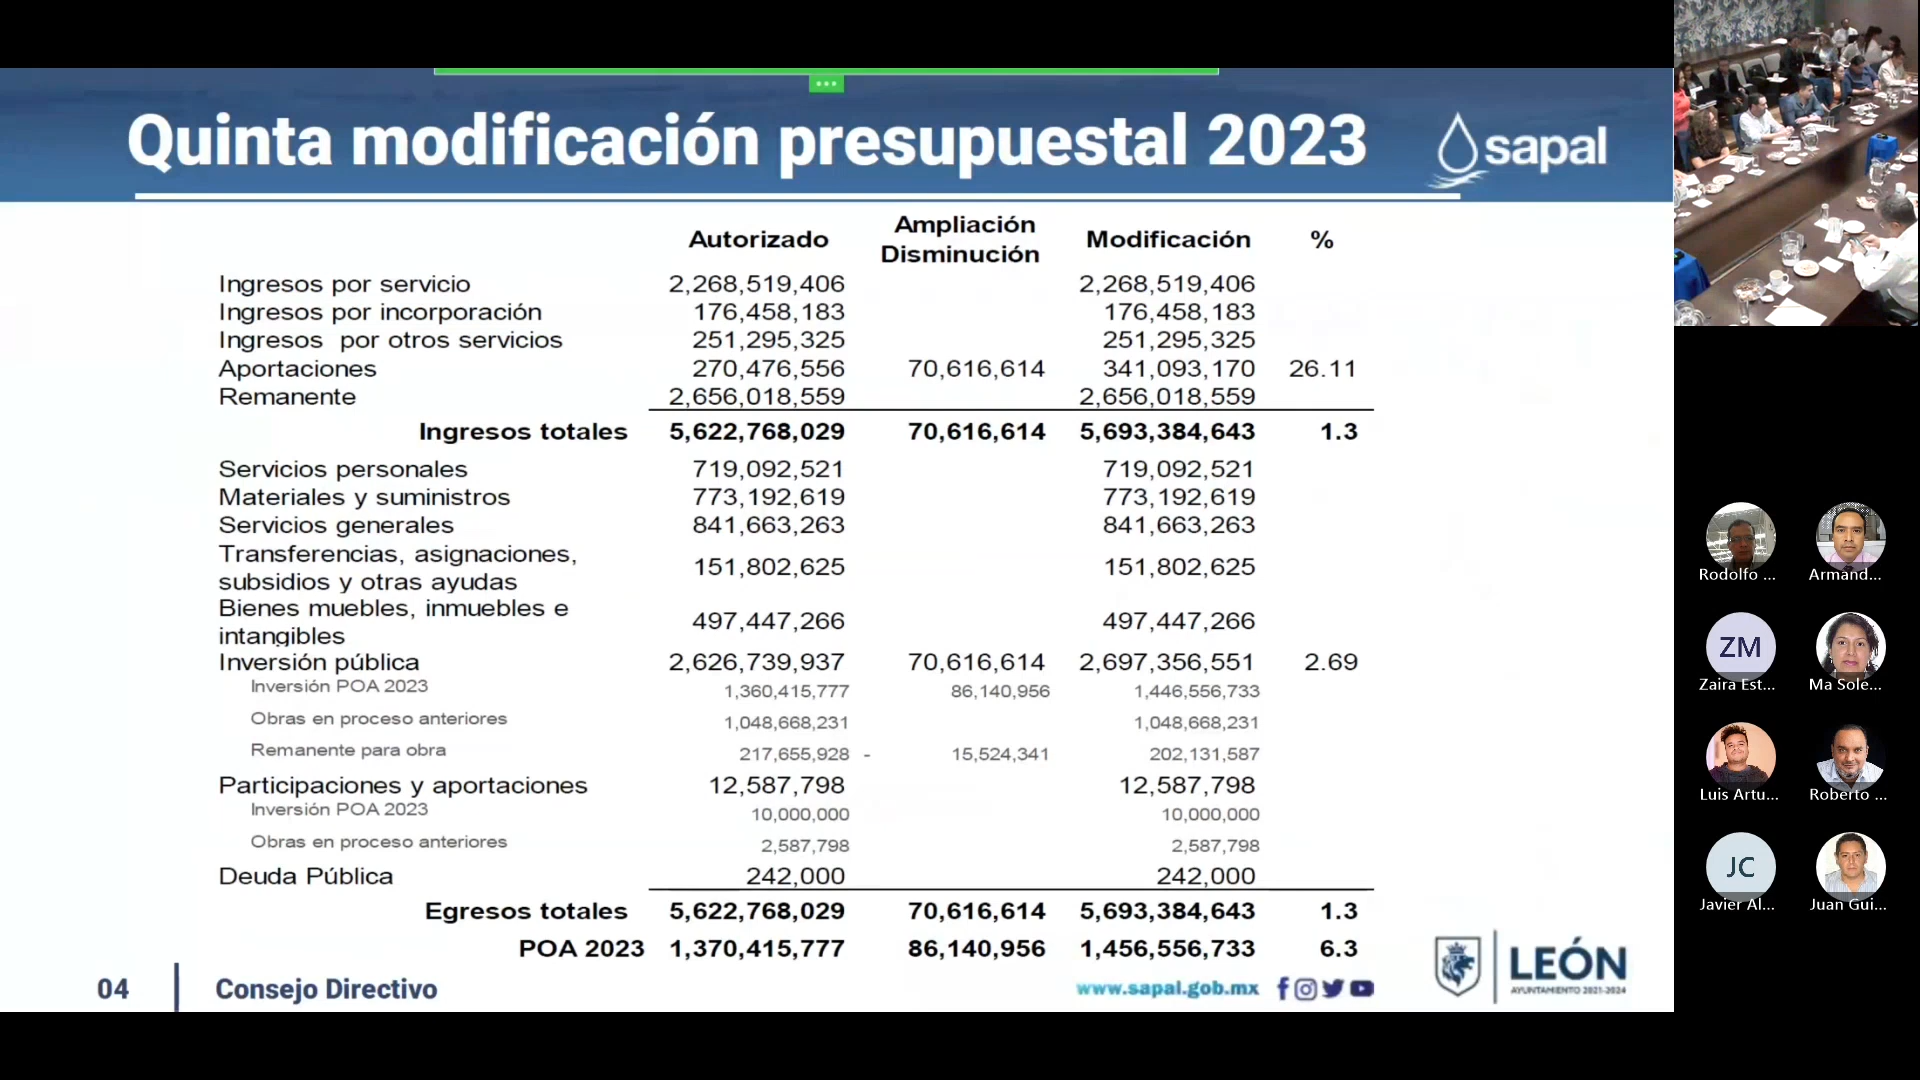 Quinta modificación presupuestal 2023
sapal
Autorizado Ampliación Disminución Modificación %
Ingresos por servicio 2,268,519,406 2,268,519,406
Ingresos por incorporación 176,458,183 176,458,183
Ingresos por otros servicios 251,295,325 251,295,325
Aportaciones 270,476,556 70,616,614 341,093,170 26.11
Remanente 2,656,018,559 2,656,018,559
Ingresos totales 5,622,768,029 70,616,614 5,693,384,643 1.3
Servicios personales 719,092,521 719,092,521
Materiales y suministros 773,192,619 773,192,619
Servicios generales 841,663,263 841,663,263
Transferencias, asignaciones, subsidios y otras ayudas 151,802,625 151,802,625
Bienes muebles, inmuebles e intangibles 497,447,266 497,447,266
Inversión pública 2,626,739,937 70,616,614 2,697,356,551 2.69
Inversión POA 2023 1,360,415,777 86,140,956 1,446,556,733
Obras en proceso anteriores 1,048,668,231 1,048,668,231
Remanente para obra 217,655,928 - 15,524,341 202,131,587
Participaciones y aportaciones 12,587,798 12,587,798
Inversión POA 2023 10,000,000 10,000,000
Obras en proceso anteriores 2,587,798 2,587,798
Deuda Pública 242,000 242,000
Egresos totales 5,622,768,029 70,616,614 5,693,384,643 1.3
POA 2023 1,370,415,777 86,140,956 1,456,556,733 6.3
04 Consejo Directivo
www.sapal.gob.mx
LEÓN
AYUNTAMIENTO 2021-2024
Rodolfo ... Armand...
ZM
Zaira Est... Ma Sole...
Luis Artu... Roberto ...
JC
Javier Al... Juan Gui...